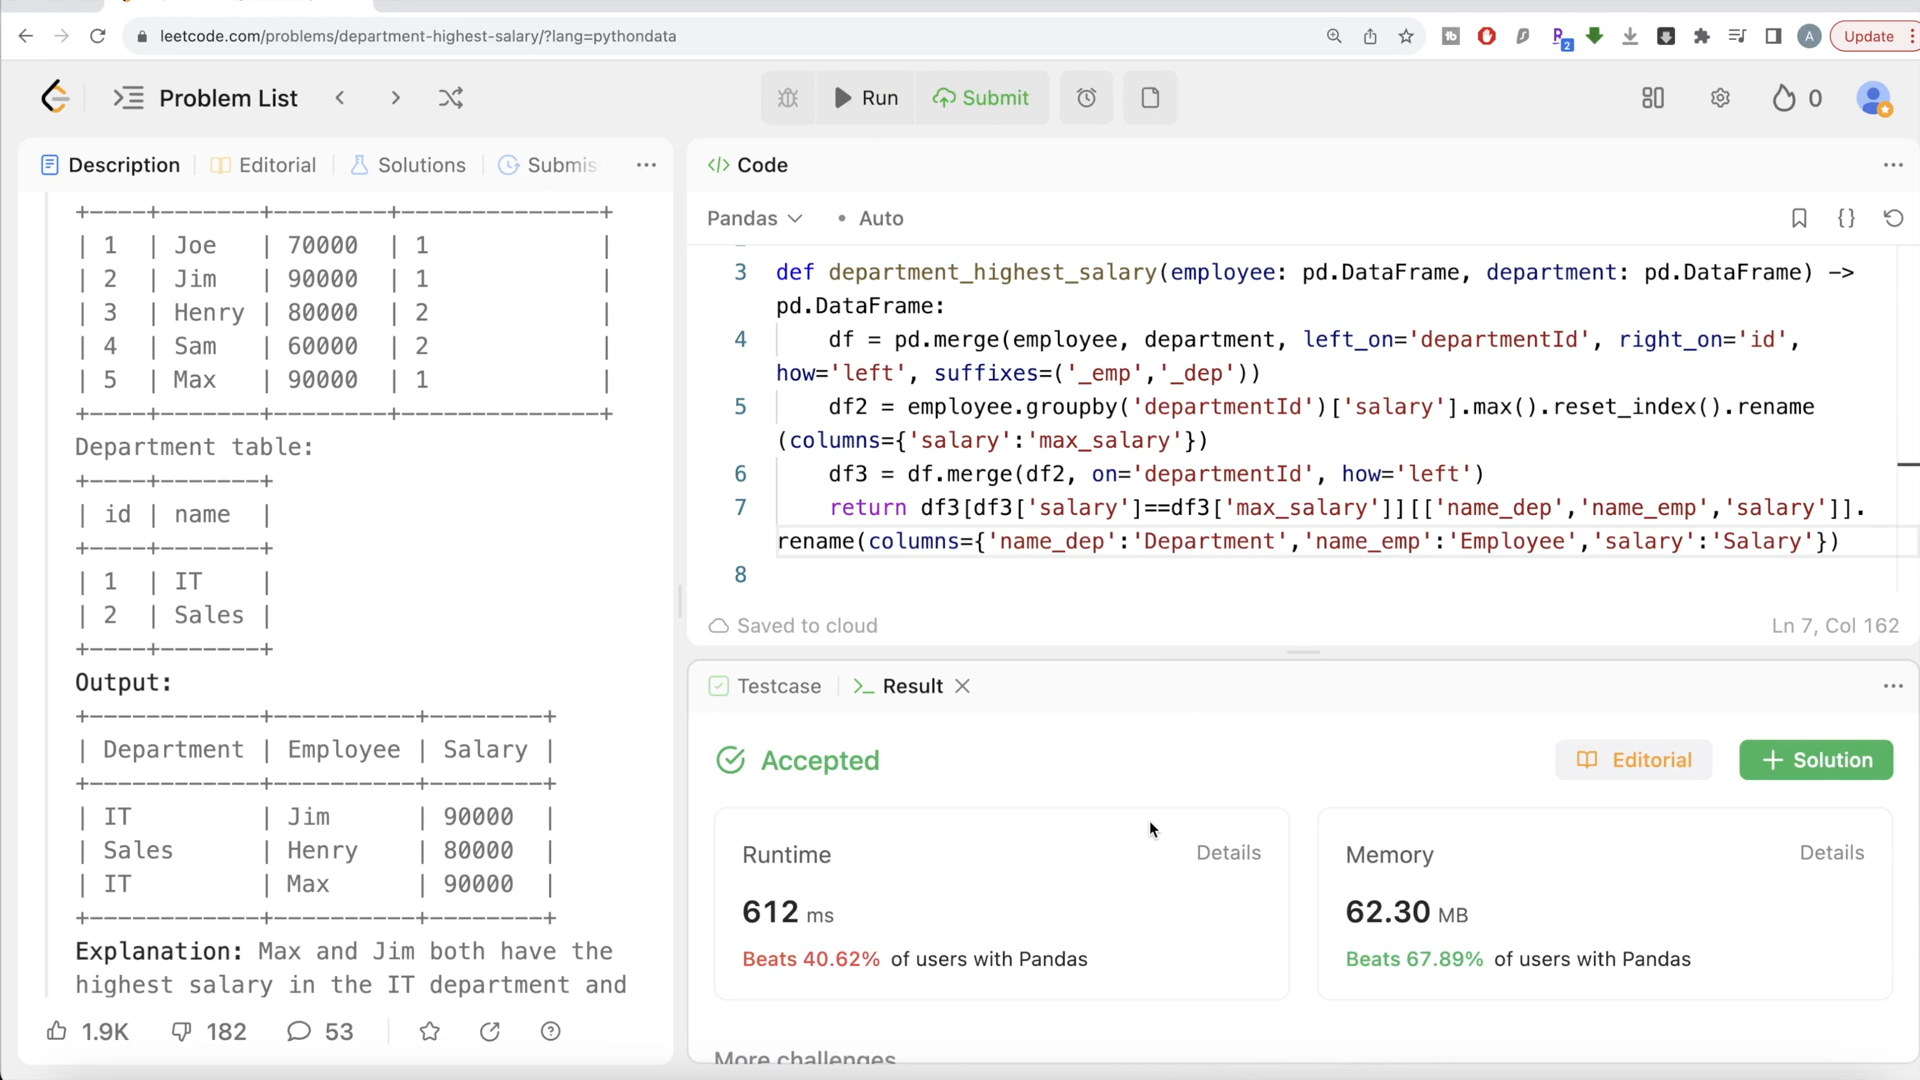 leetcode.com/problems/department-highest-salary/?lang=pythondata
tb
2
A
Update
Problem List
Run
Submit
0
Description
Editorial
Solutions
Submis
+----+-------+--------+--------------+
| 1 | Joe | 70000 | 1 |
| 2 | Jim | 90000 | 1 |
| 3 | Henry | 80000 | 2 |
| 4 | Sam | 60000 | 2 |
| 5 | Max | 90000 | 1 |
+----+-------+--------+--------------+
Department table:
+----+-------+
| id | name |
+----+-------+
| 1 | IT |
| 2 | Sales |
+----+-------+
Output:
+------------+----------+--------+
| Department | Employee | Salary |
+------------+----------+--------+
| IT | Jim | 90000 |
| Sales | Henry | 80000 |
| IT | Max | 90000 |
+------------+----------+--------+
Explanation: Max and Jim both have the
highest salary in the IT department and
1.9K
182
53
</> Code
Pandas
• Auto
3 def department_highest_salary(employee: pd.DataFrame, department: pd.DataFrame) ->
pd.DataFrame:
4 df = pd.merge(employee, department, left_on='departmentId', right_on='id',
how='left', suffixes=('_emp','_dep'))
5 df2 = employee.groupby('departmentId')['salary'].max().reset_index().rename
(columns={'salary':'max_salary'})
6 df3 = df.merge(df2, on='departmentId', how='left')
7 return df3[df3['salary']==df3['max_salary']][['name_dep','name_emp','salary']].
rename(columns={'name_dep':'Department','name_emp':'Employee','salary':'Salary'})
8
Saved to cloud
Ln 7, Col 162
Testcase
Result
Accepted
Editorial
+ Solution
Runtime
Details
612 ms
Beats 40.62% of users with Pandas
Memory
Details
62.30 MB
Beats 67.89% of users with Pandas
More challenges